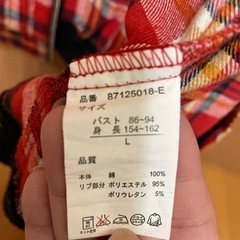 品番 87125018-E
サイズ
バスト 86~94
身長 154~162
L
品質
本体 綿 100%
リブ部分 ポリエステル 95%
ポリウレタン 5%